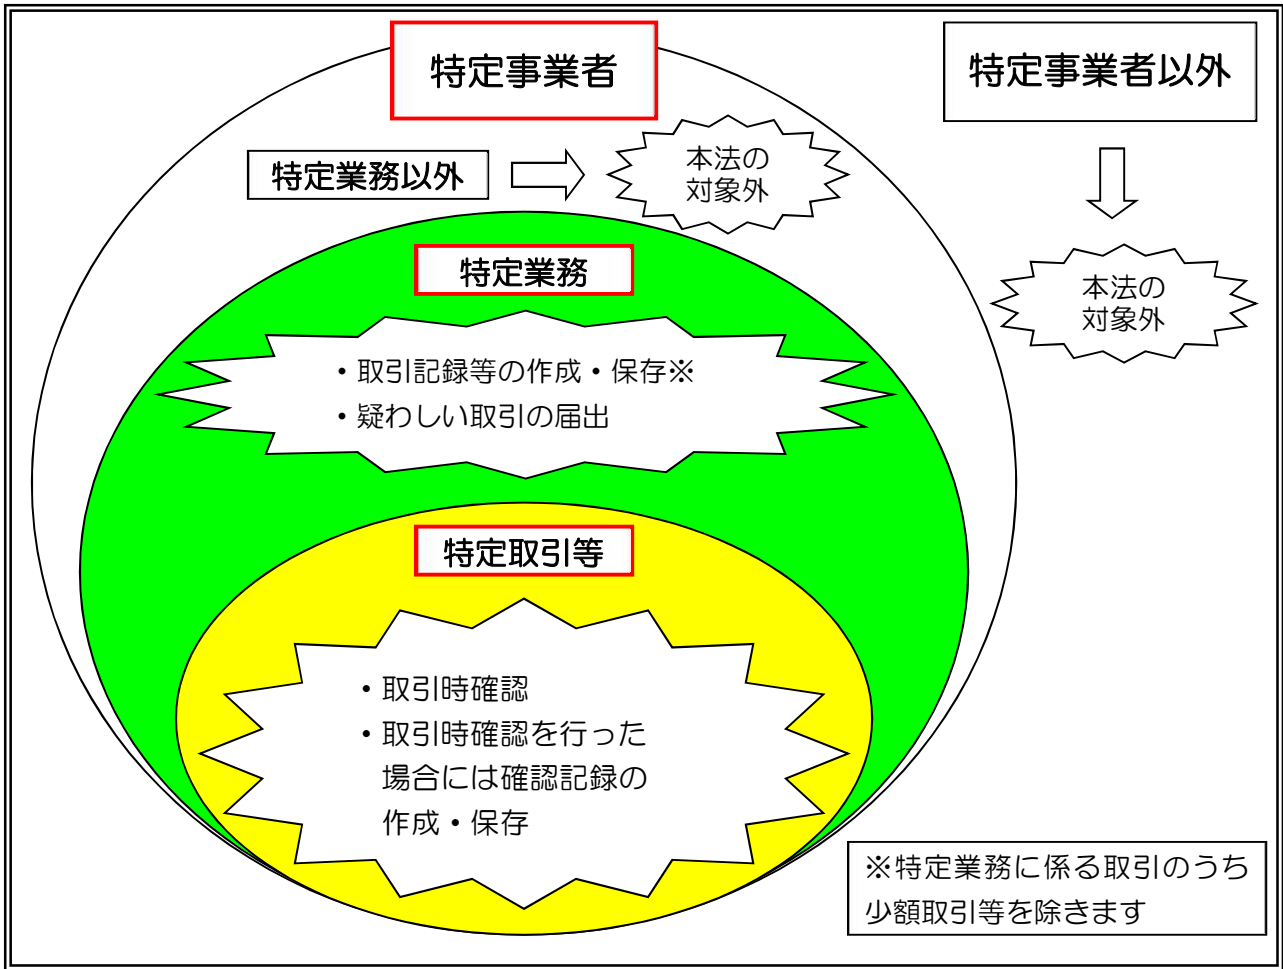 特定事業者
特定事業者以外
特定業務以外
本法の
対象外
本法の
対象外
特定業務
・取引記録等の作成・保存※
・疑わしい取引の届出
特定取引等
・取引時確認
・取引時確認を行った
場合には確認記録の
作成・保存
※特定業務に係る取引のうち
少額取引等を除きます